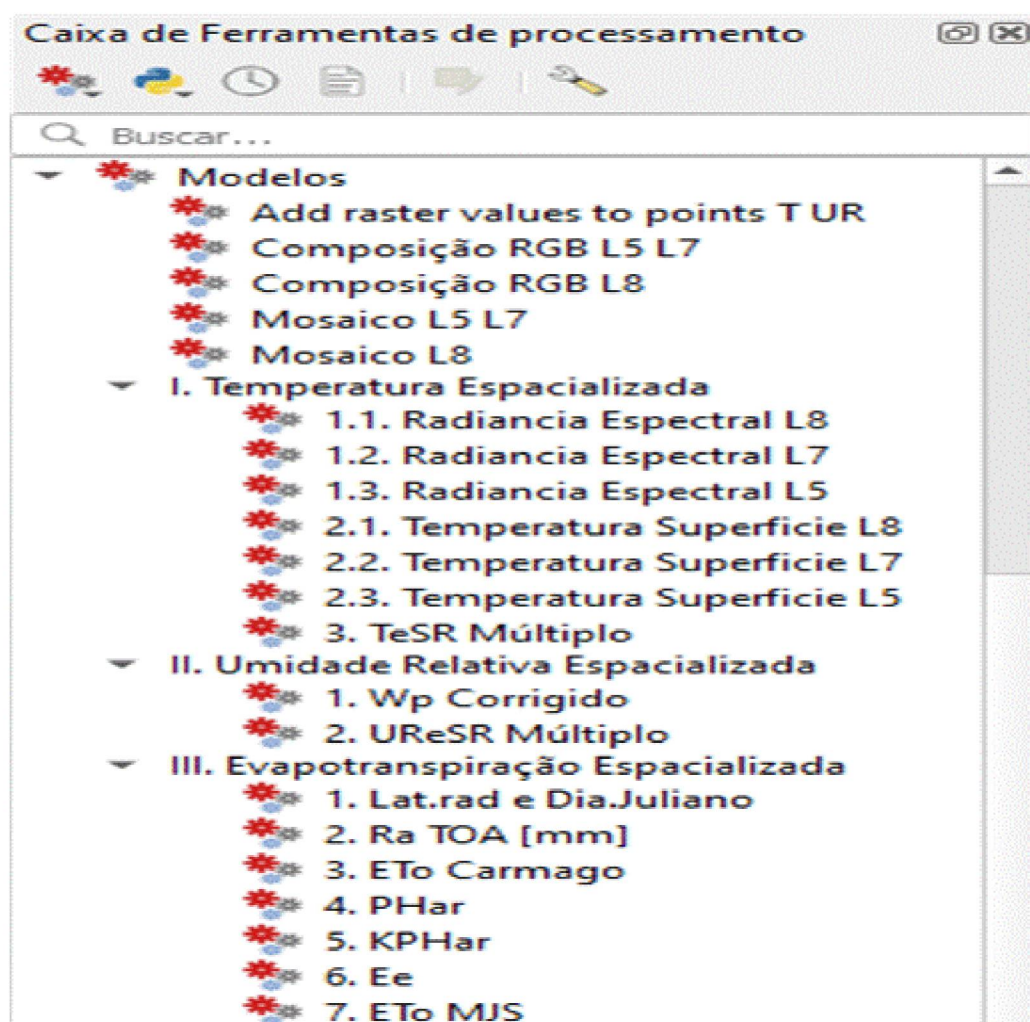 Caixa de Ferramentas de processamento
Buscar...
Modelos
Add raster values to points T UR
Composição RGB L5 L7
Composição RGB L8
Mosaico L5 L7
Mosaico L8
I. Temperatura Espacializada
1.1. Radiancia Espectral L8
1.2. Radiancia Espectral L7
1.3. Radiancia Espectral L5
2.1. Temperatura Superficie L8
2.2. Temperatura Superficie L7
2.3. Temperatura Superficie L5
3. TeSR Múltiplo
II. Umidade Relativa Espacializada
1. Wp Corrigido
2. UReSR Múltiplo
III. Evapotranspiração Espacializada
1. Lat.rad e Dia.Juliano
2. Ra TOA [mm]
3. ETo Carmago
4. PHar
5. KPHar
6. Ee
7. ETo MJS